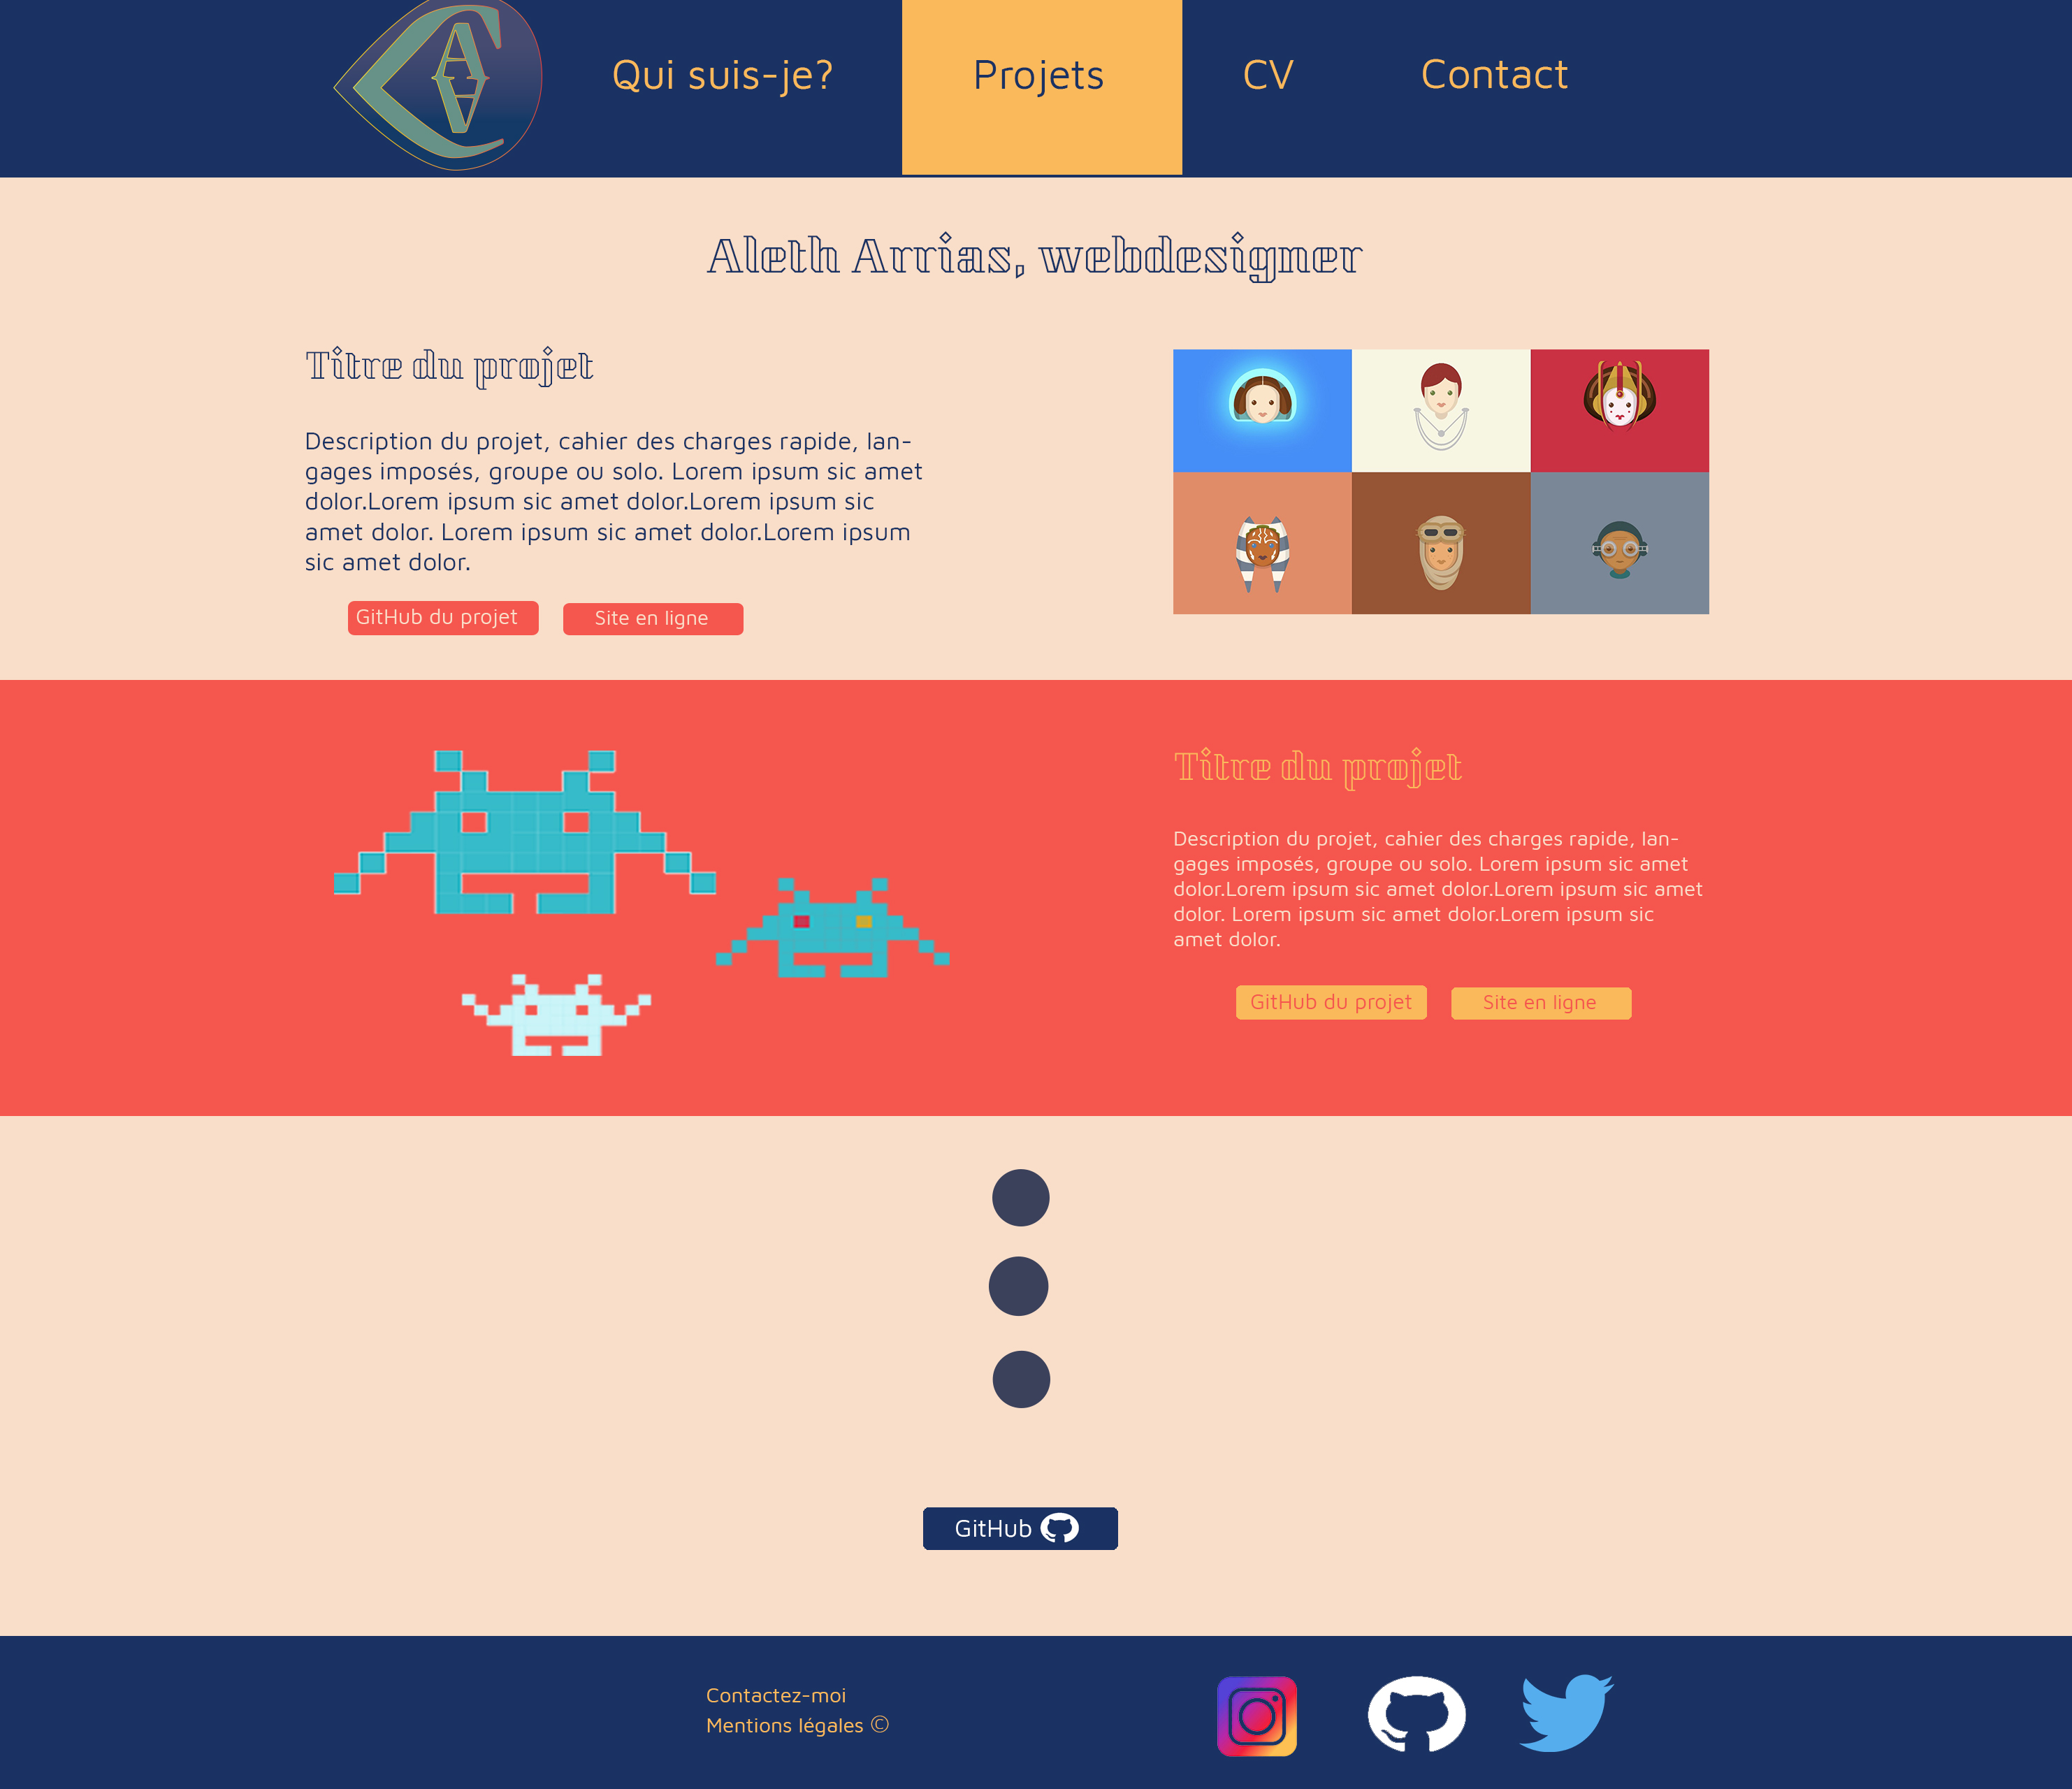 CAA
Qui suis-je?
Projets
CV
Contact
Aleth Arrias, webdesigner
Titre du projet
Description du projet, cahier des charges rapide, lan-
gages imposés, groupe ou solo. Lorem ipsum sic amet
dolor.Lorem ipsum sic amet dolor.Lorem ipsum sic
amet dolor. Lorem ipsum sic amet dolor.Lorem ipsum
sic amet dolor.
GitHub du projet
Site en ligne
Titre du projet
Description du projet, cahier des charges rapide, lan-
gages imposés, groupe ou solo. Lorem ipsum sic amet
dolor.Lorem ipsum sic amet dolor.Lorem ipsum sic amet
dolor. Lorem ipsum sic amet dolor.Lorem ipsum sic
amet dolor.
GitHub du projet
Site en ligne
GitHub
Contactez-moi
Mentions légales ©